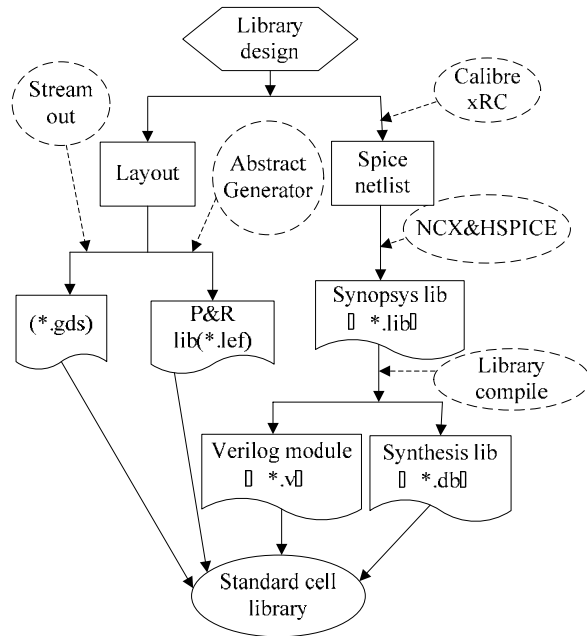 Library
design
Stream
out
Calibre
xRC
Layout
Abstract
Generator
Spice
netlist
NCX&HSPICE
(*.gds)
P&R
lib(*.lef)
Synopsys lib
▯ *.lib▯
Library
compile
Verilog module
▯ *.v▯
Synthesis lib
▯ *.db▯
Standard cell
library